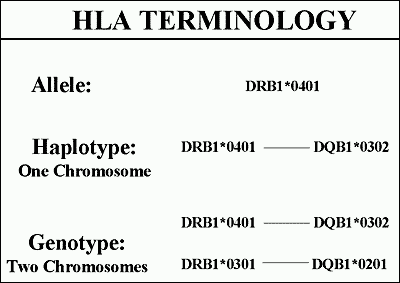 HLA TERMINOLOGY
Allele: DRB1*0401
Haplotype: DRB1*0401 DQB1*0302
One Chromosome
DRB1*0401 DQB1*0302
Genotype:
Two Chromosomes DRB1*0301 DQB1*0201